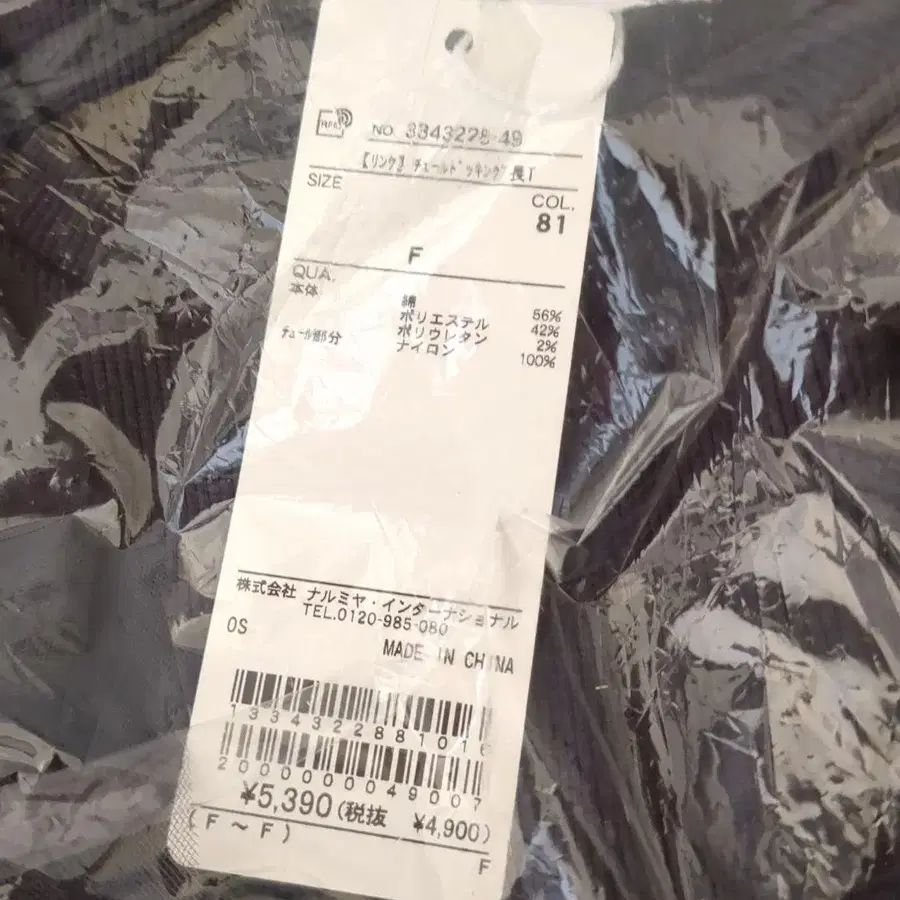 RFID
NO. 3343228-49
【リンク】チュールドッキング長T
SIZE
COL.
81
F
QUA.
本体 綿 56%
ポリエステル 42%
ポリウレタン 2%
チュール部分 ナイロン 100%
株式会社 ナルミヤ・インターナショナル
TEL.0120-985-080
OS
MADE IN CHINA
1334322881016
2000000049007
¥5,390(税抜 ¥4,900)
(F〜F)
F